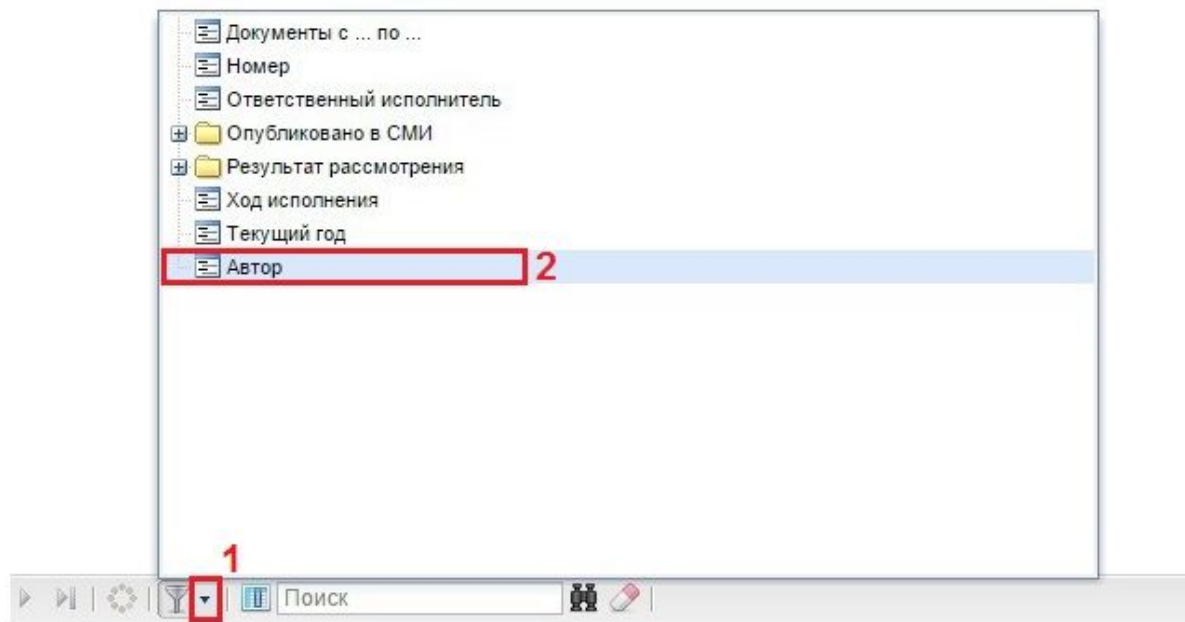 Документы с ... по ...
Номер
Ответственный исполнитель
Опубликовано в СМИ
Результат рассмотрения
Ход исполнения
Текущий год
Автор 2
1
Поиск